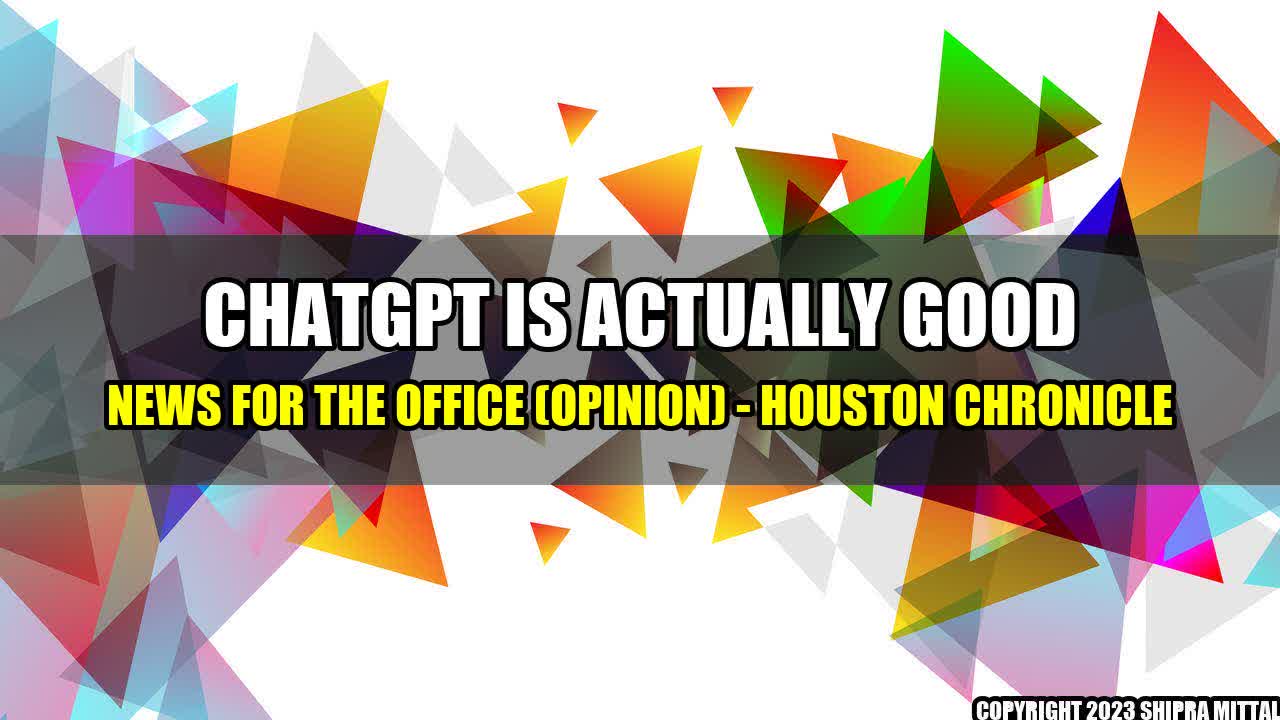 CHATGPT IS ACTUALLY GOOD
NEWS FOR THE OFFICE (OPINION) - HOUSTON CHRONICLE
COPYRIGHT 2023 SHIPRA MITTAL